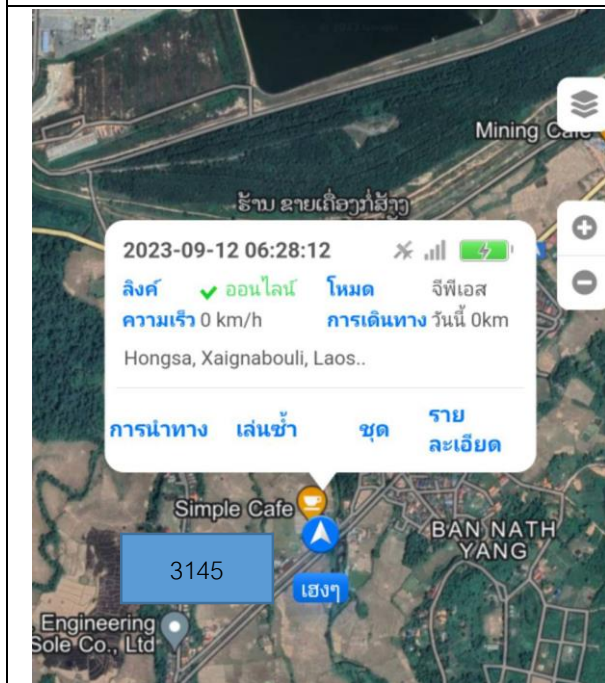 Mining Cafe
ຮ້ານ ຂາຍເຄື່ອງກໍ່ສ້າງ
2023-09-12 06:28:12
ลิงค์ ออนไลน์ โหมด จีพีเอส
ความเร็ว 0 km/h การเดินทาง วันนี้ 0km
Hongsa, Xaignabouli, Laos..
การนำทาง เล่นซ้ำ ชุด ราย
ละเอียด
Simple Cafe
BAN NATH
YANG
3145
เฮงๆ
Engineering
Sole Co., Ltd